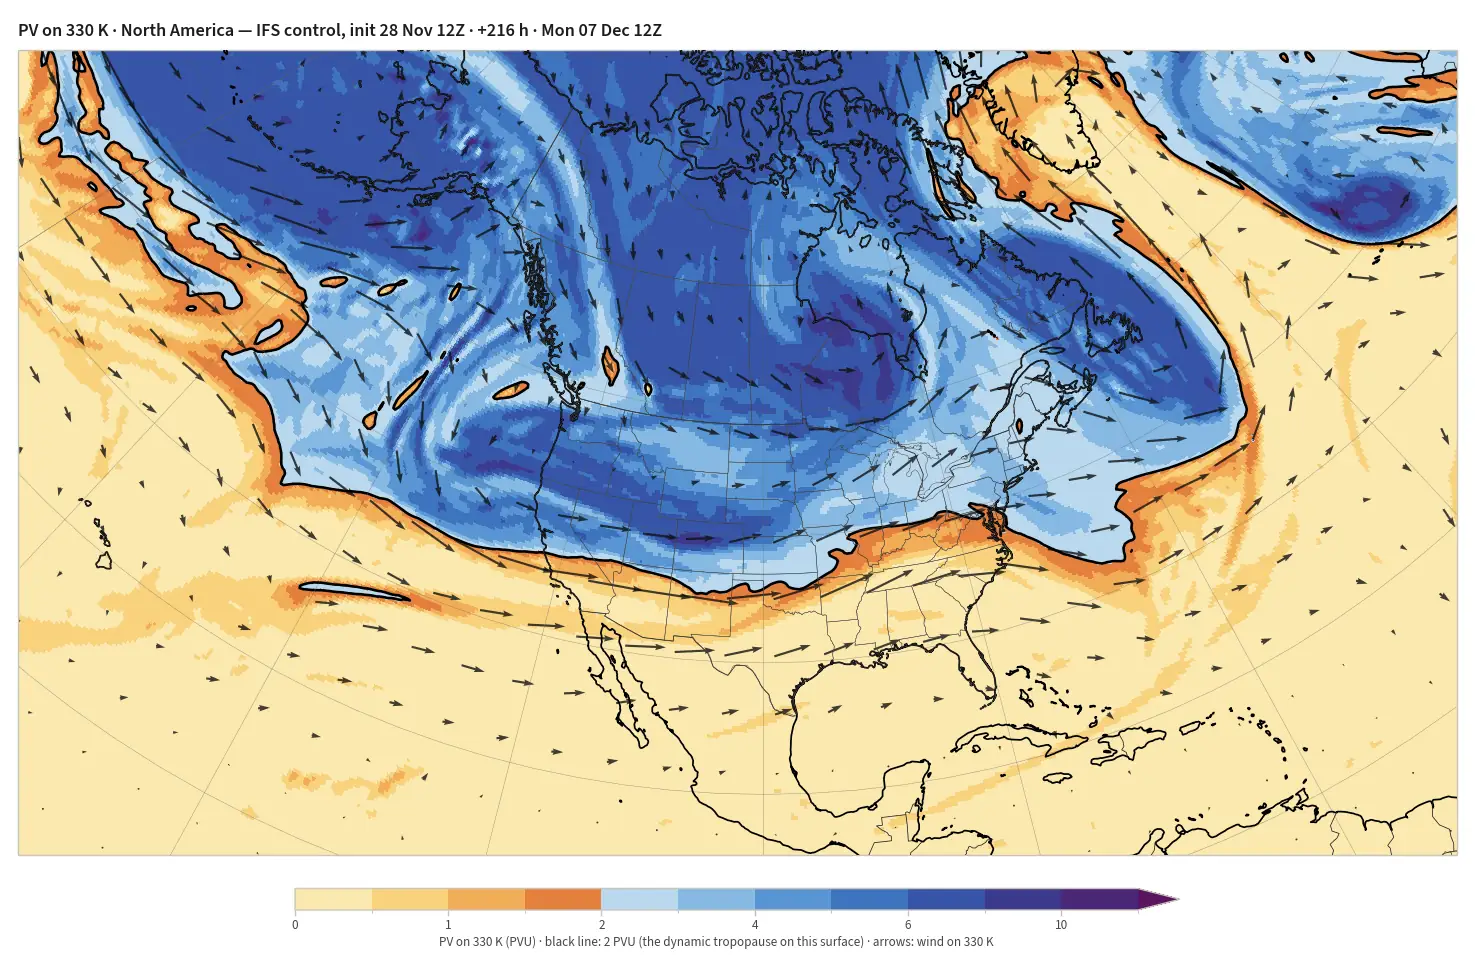 PV on 330 K · North America — IFS control, init 28 Nov 12Z · +216 h · Mon 07 Dec 12Z
0 1 2 4 6 10
PV on 330 K (PVU) · black line: 2 PVU (the dynamic tropopause on this surface) · arrows: wind on 330 K